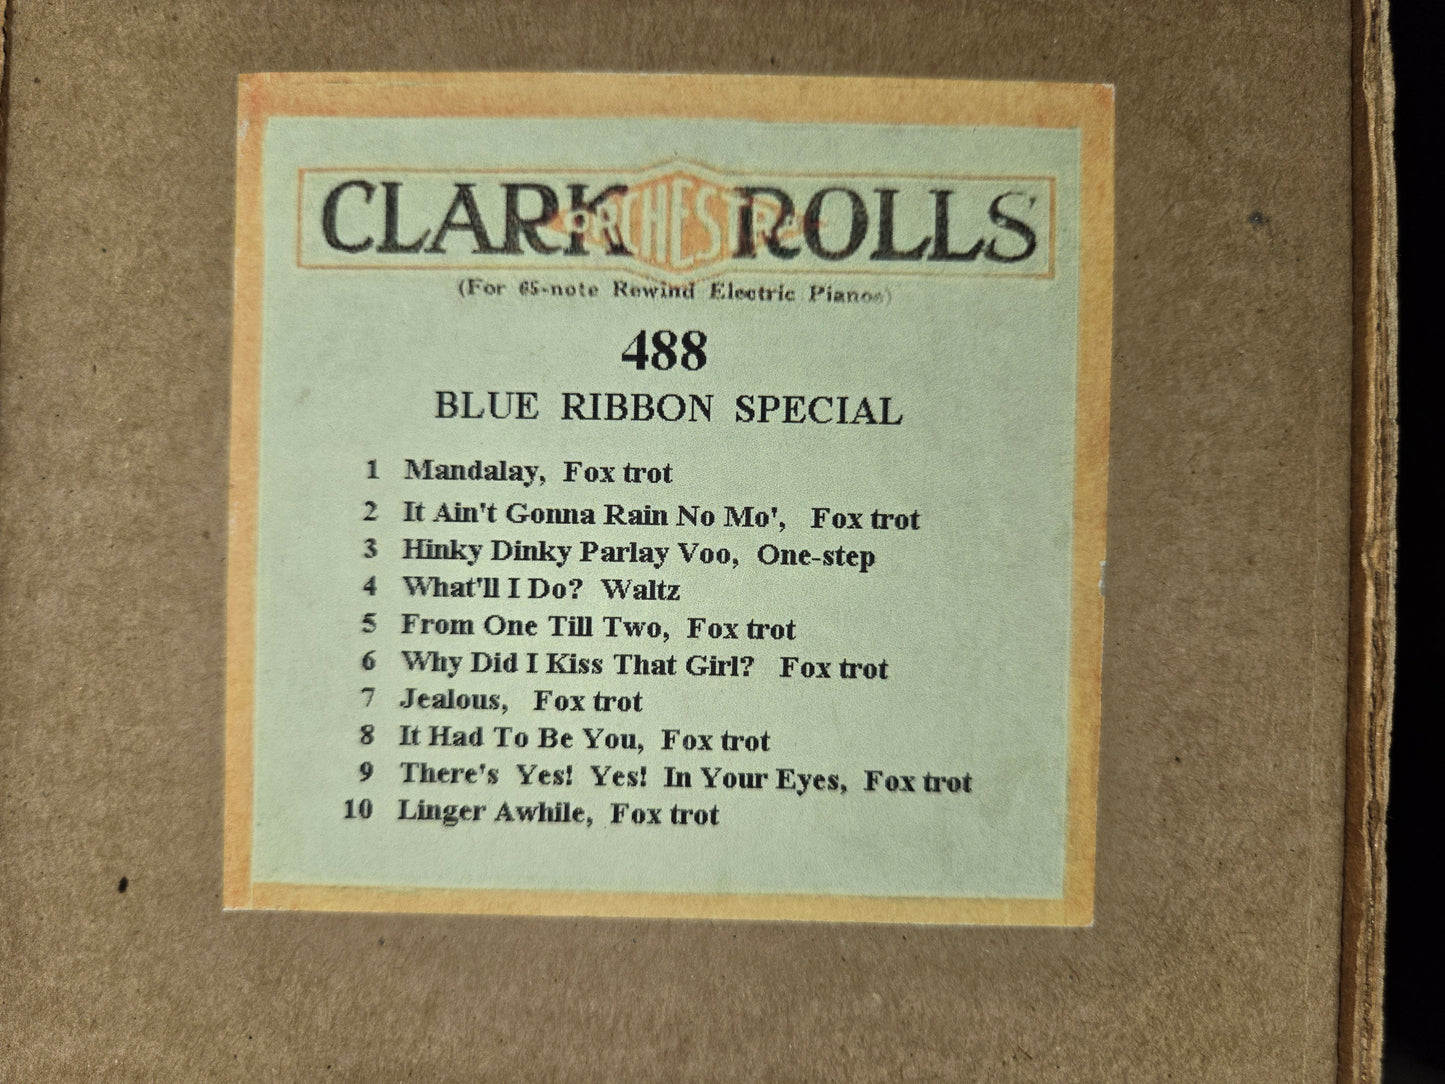 CLARK ORCHESTRA ROLLS
(For 65-note Rewind Electric Pianos)
488
BLUE RIBBON SPECIAL
1 Mandalay, Fox trot
2 It Ain't Gonna Rain No Mo', Fox trot
3 Hinky Dinky Parlay Voo, One-step
4 What'll I Do? Waltz
5 From One Till Two, Fox trot
6 Why Did I Kiss That Girl? Fox trot
7 Jealous, Fox trot
8 It Had To Be You, Fox trot
9 There's Yes! Yes! In Your Eyes, Fox trot
10 Linger Awhile, Fox trot